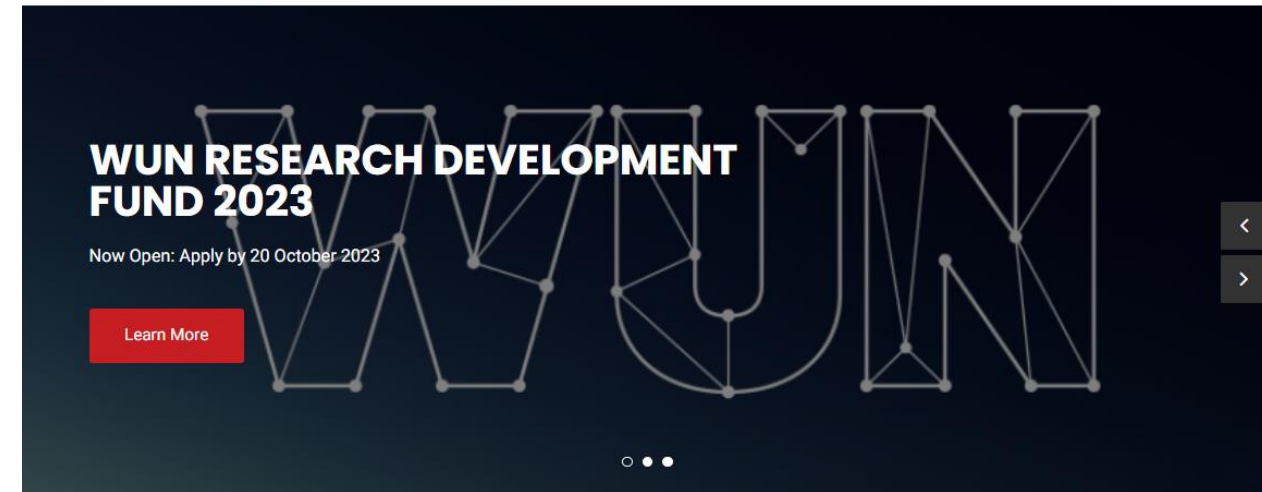 WUN RESEARCH DEVELOPMENT
FUND 2023
Now Open: Apply by 20 October 2023
Learn More
WUN